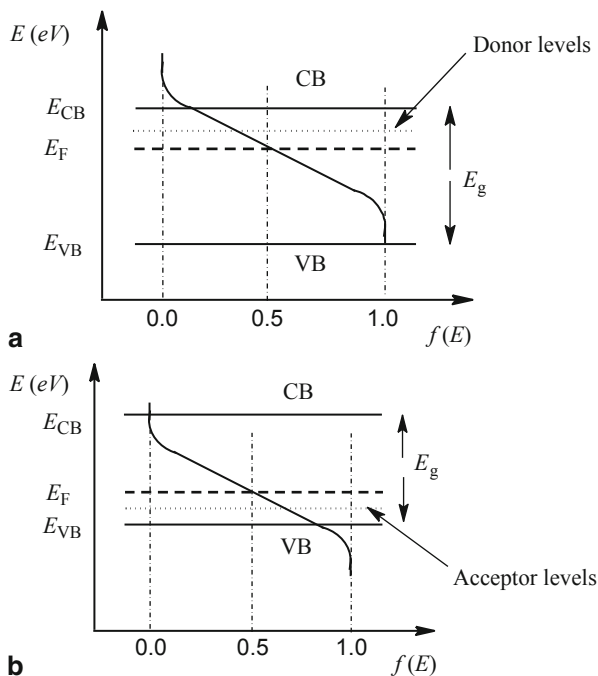 E (eV)
Donor levels
CB
E_CB
E_F
E_g
E_VB
VB
0.0 0.5 1.0
f(E)
a
E (eV)
CB
E_CB
E_g
E_F
E_VB
VB
Acceptor levels
0.0 0.5 1.0
f(E)
b